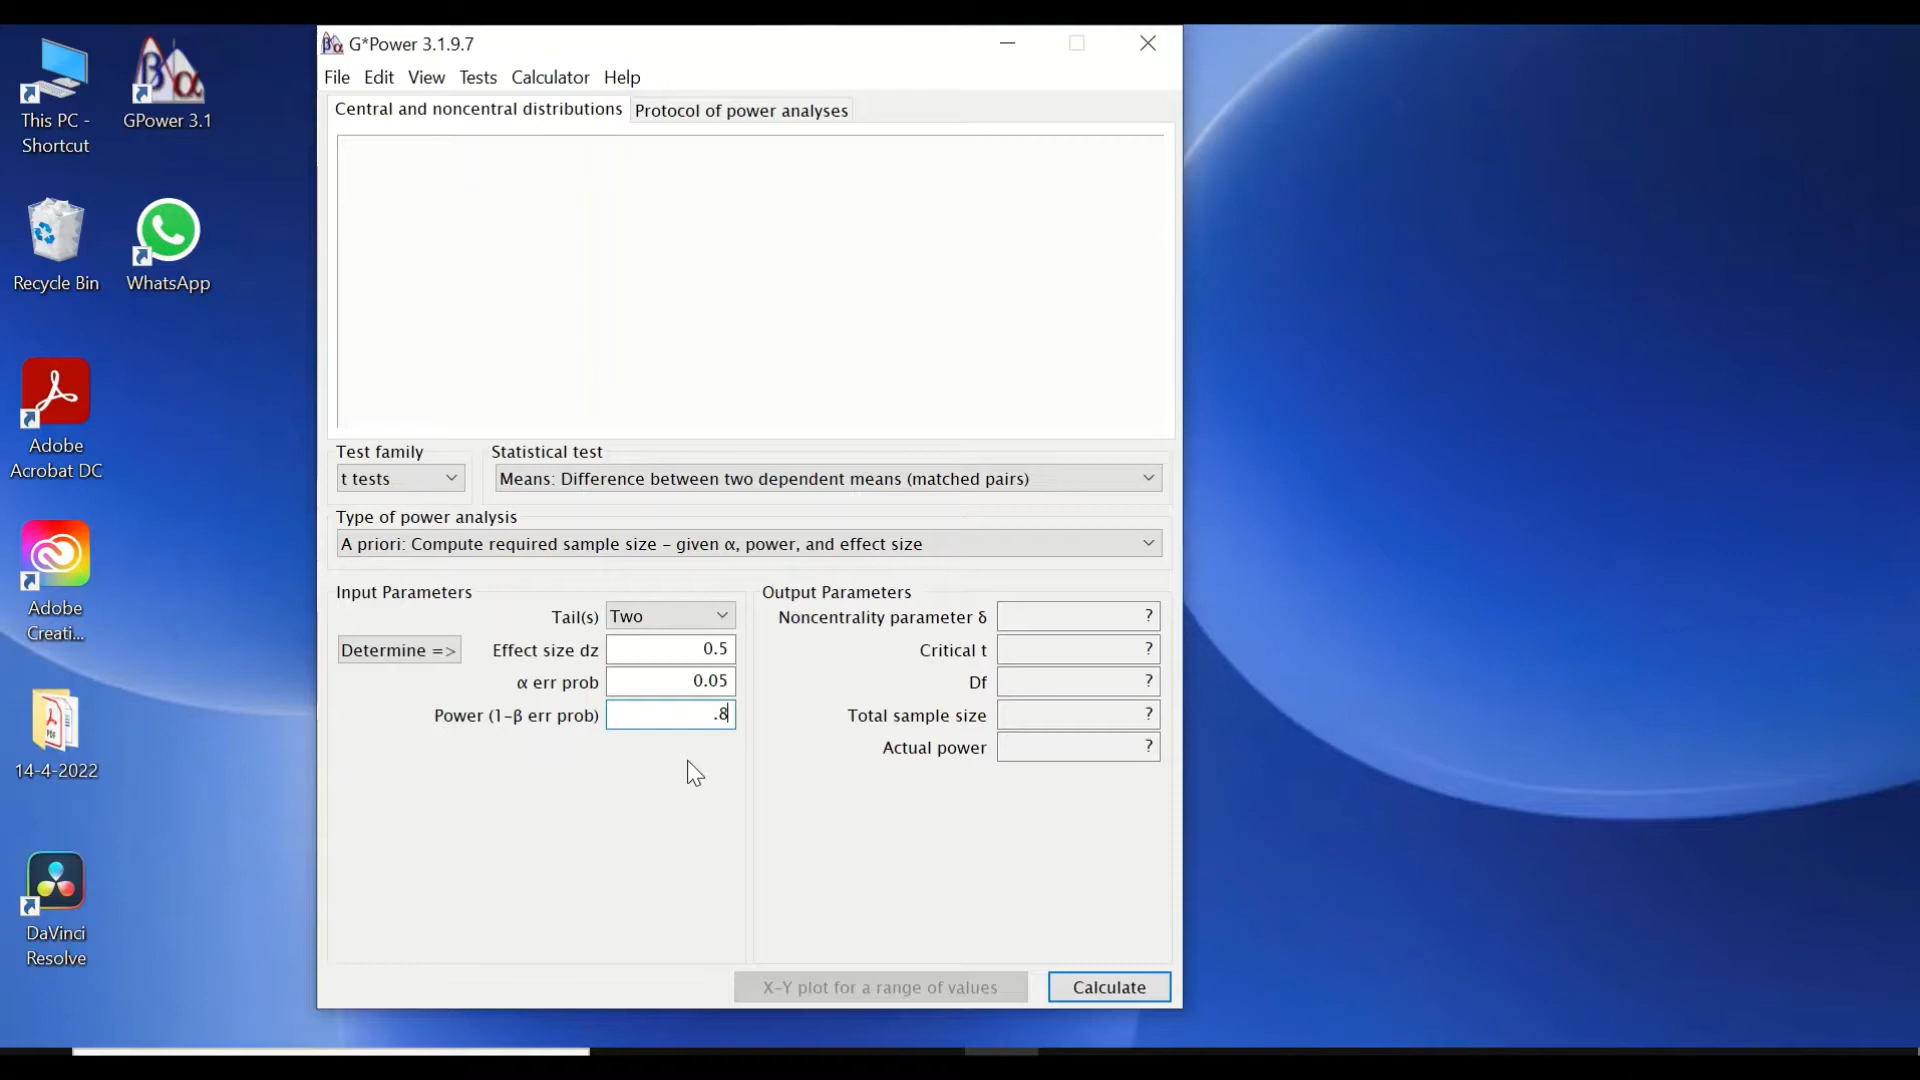 This PC -
Shortcut
GPower 3.1
Recycle Bin
WhatsApp
Adobe
Acrobat DC
Adobe
Creati...
14-4-2022
DaVinci
Resolve
G*Power 3.1.9.7
File Edit View Tests Calculator Help
Central and noncentral distributions Protocol of power analyses
Test family Statistical test
t tests Means: Difference between two dependent means (matched pairs)
Type of power analysis
A priori: Compute required sample size - given α, power, and effect size
Input Parameters Output Parameters
Tail(s) Two Noncentrality parameter δ ?
Determine => Effect size dz 0.5 Critical t ?
α err prob 0.05 Df ?
Power (1-β err prob) .8 Total sample size ?
Actual power ?
X-Y plot for a range of values Calculate